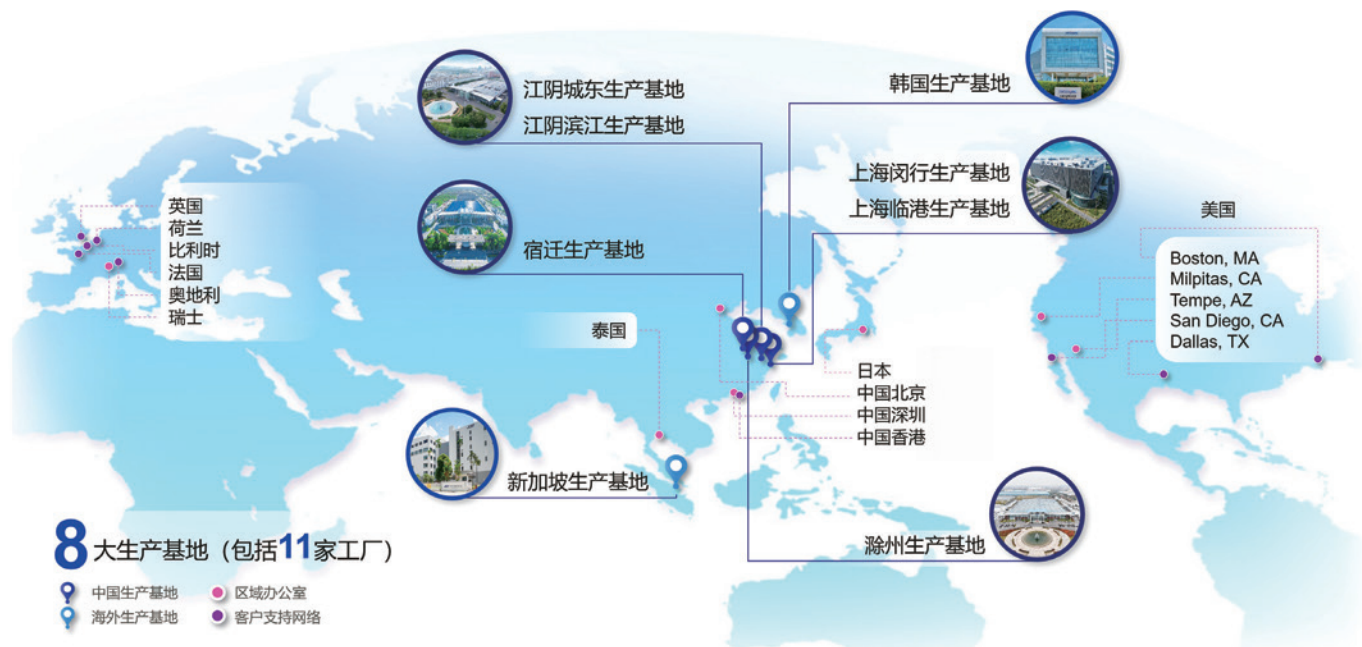 江阴城东生产基地
江阴滨江生产基地
韩国生产基地
上海闵行生产基地
上海临港生产基地
宿迁生产基地
英国
荷兰
比利时
法国
奥地利
瑞士
美国
Boston, MA
Milpitas, CA
Tempe, AZ
San Diego, CA
Dallas, TX
泰国
日本
中国北京
中国深圳
中国香港
新加坡生产基地
滁州生产基地
8大生产基地（包括11家工厂）
中国生产基地
区域办公室
海外生产基地
客户支持网络